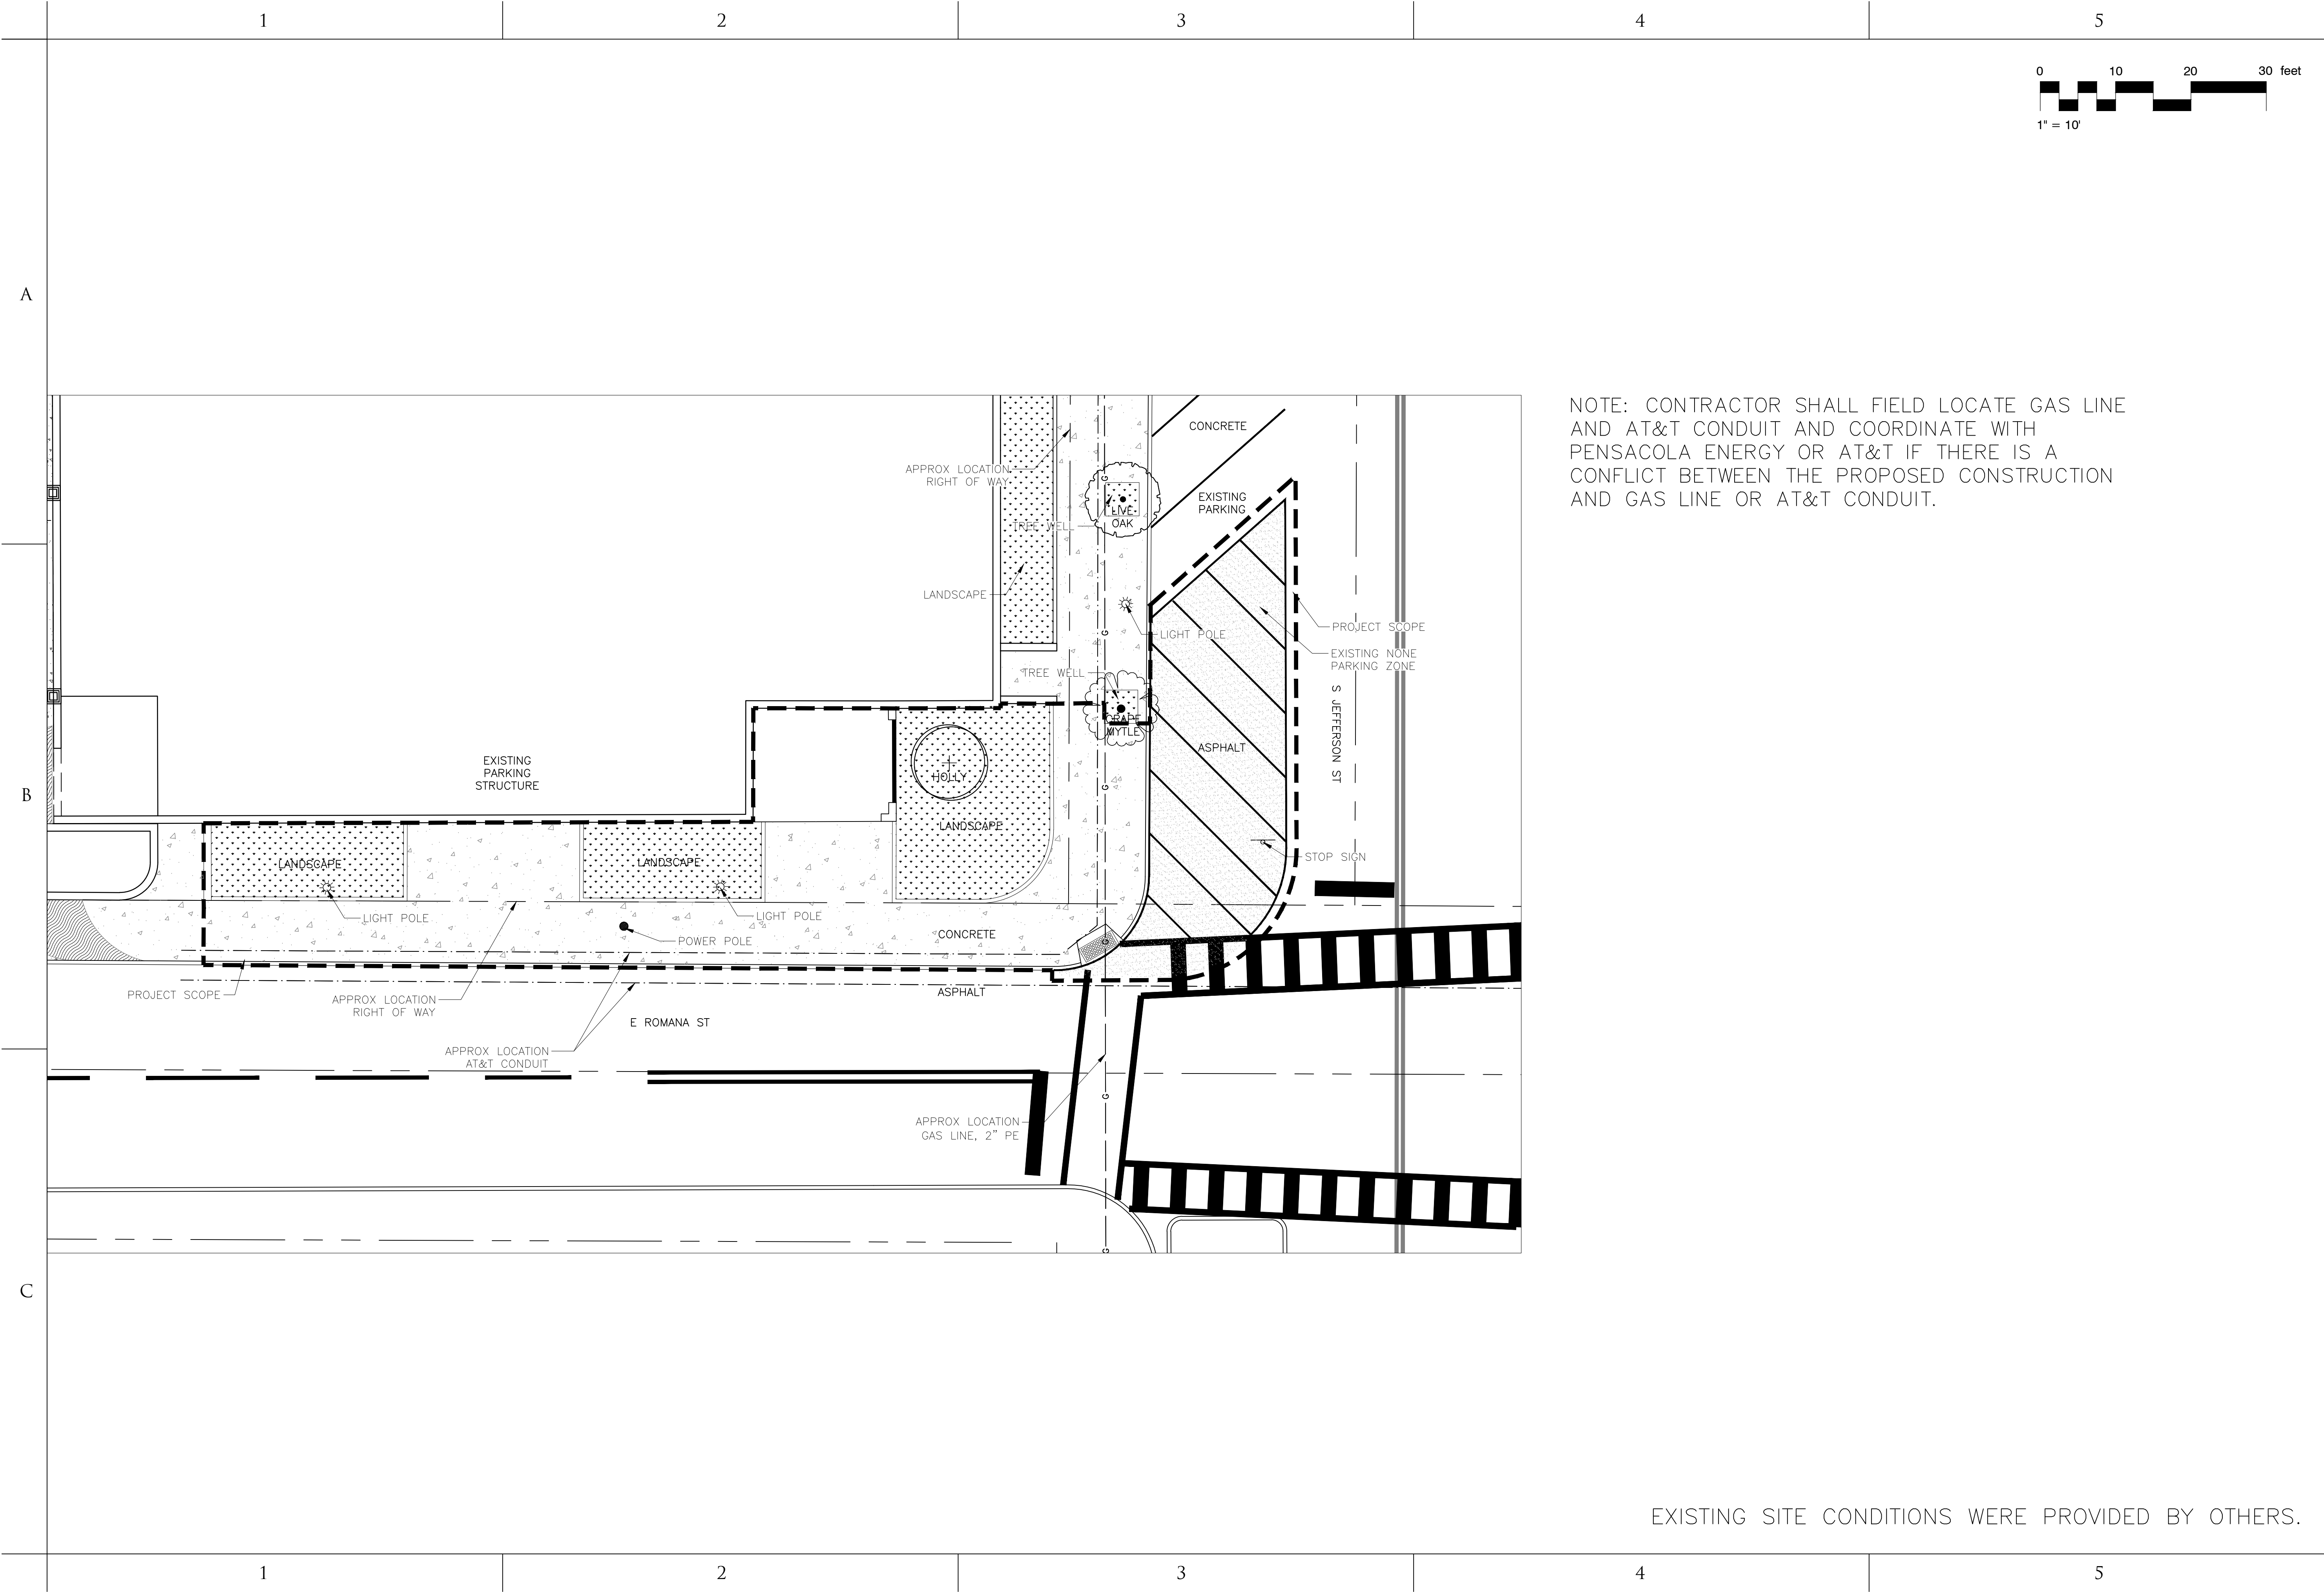 1 2 3 4 5
0 10 20 30 feet
1" = 10'
A
NOTE: CONTRACTOR SHALL FIELD LOCATE GAS LINE
AND AT&T CONDUIT AND COORDINATE WITH
PENSACOLA ENERGY OR AT&T IF THERE IS A
CONFLICT BETWEEN THE PROPOSED CONSTRUCTION
AND GAS LINE OR AT&T CONDUIT.
CONCRETE
APPROX LOCATION
RIGHT OF WAY
G
EXISTING
PARKING
LIVE
OAK
TREE WELL
LANDSCAPE
LIGHT POLE
G
PROJECT SCOPE
EXISTING NONE
PARKING ZONE
TREE WELL
S JEFFERSON ST
CRAPE
MYTLE
ASPHALT
EXISTING
PARKING
STRUCTURE
HOLLY
G
B
LANDSCAPE
LANDSCAPE
LANDSCAPE
STOP SIGN
LIGHT POLE
LIGHT POLE
POWER POLE
CONCRETE
G
PROJECT SCOPE
APPROX LOCATION
RIGHT OF WAY
ASPHALT
E ROMANA ST
APPROX LOCATION
AT&T CONDUIT
G
APPROX LOCATION
GAS LINE, 2" PE
G
C
EXISTING SITE CONDITIONS WERE PROVIDED BY OTHERS.
1 2 3 4 5